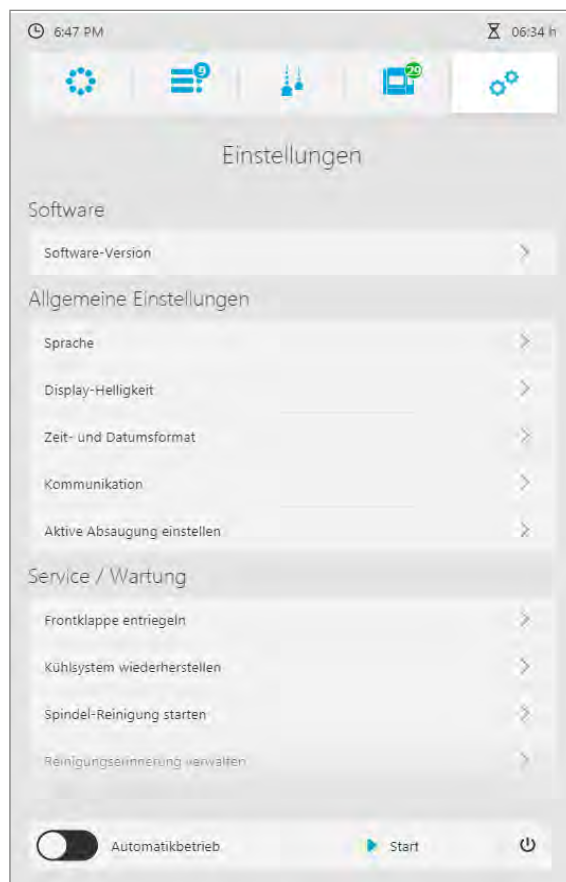 6:47 PM 06:34 h
9 29
Einstellungen
Software
Software-Version
Allgemeine Einstellungen
Sprache
Display-Helligkeit
Zeit- und Datumsformat
Kommunikation
Aktive Absaugung einstellen
Service / Wartung
Frontklappe entriegeln
Kühlsystem wiederherstellen
Spindel-Reinigung starten
Reinigungserinnerung verwalten
Automatikbetrieb Start